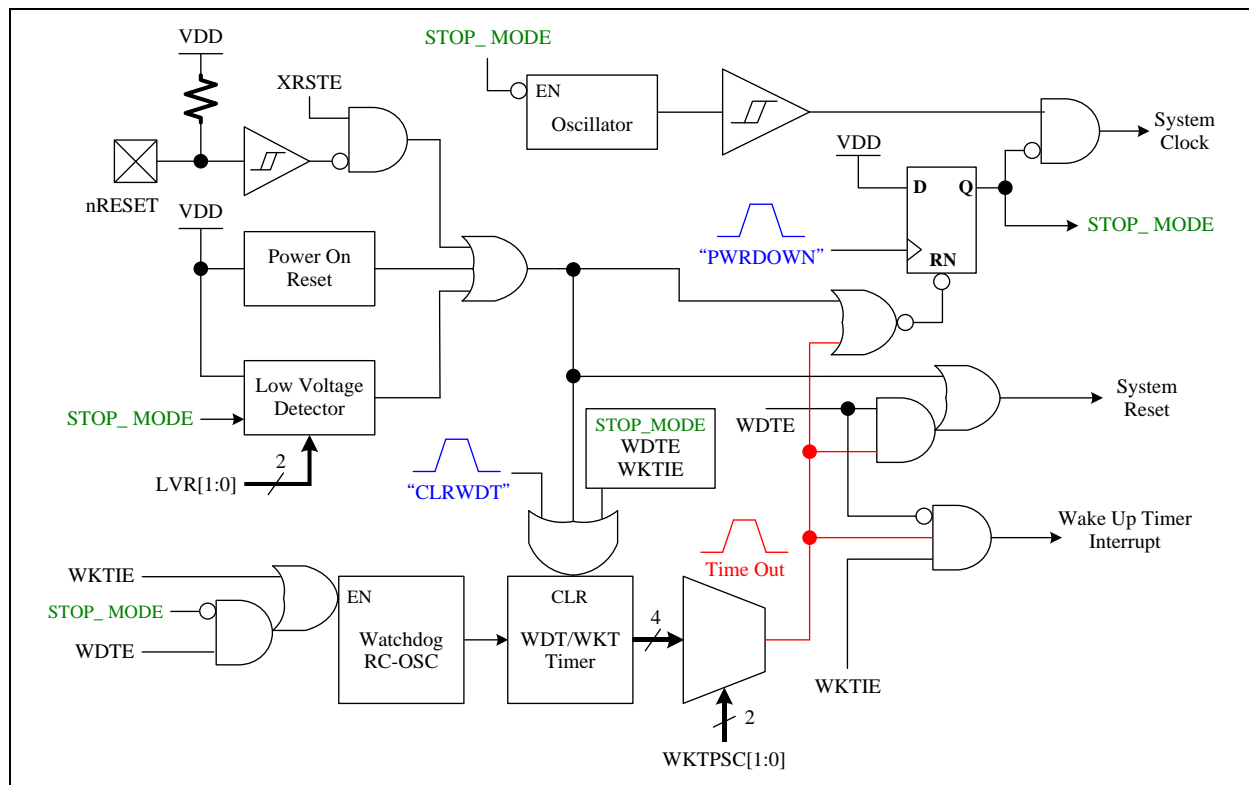 VDD
STOP_ MODE
XRSTE
EN
Oscillator
System
Clock
VDD
nRESET
D
Q
VDD
STOP_ MODE
Power On
Reset
“PWRDOWN”
RN
Low Voltage
Detector
STOP_ MODE
System
Reset
WDTE
STOP_MODE
WDTE
WKTIE
2
LVR[1:0]
“CLRWDT”
Wake Up Timer
Interrupt
Time Out
WKTIE
STOP_ MODE
WDTE
EN
Watchdog
RC-OSC
CLR
WDT/WKT
Timer
4
WKTIE
2
WKTPSC[1:0]